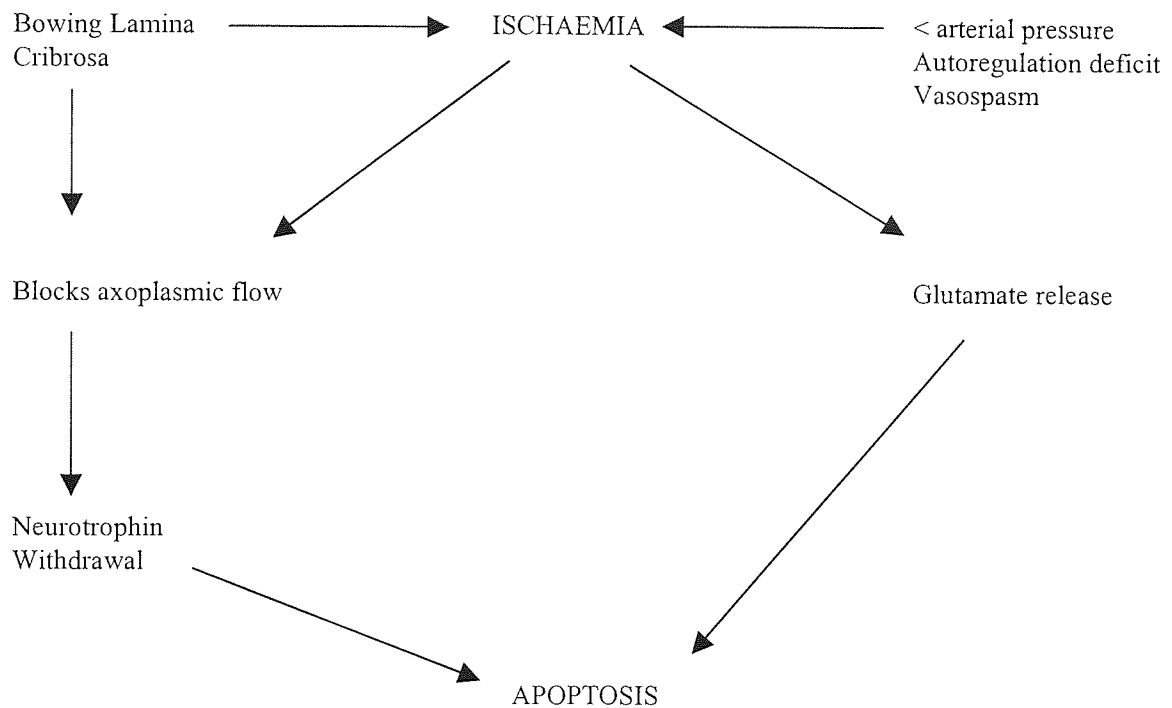 Bowing Lamina
Cribrosa
ISCHAEMIA
< arterial pressure
Autoregulation deficit
Vasospasm
Blocks axoplasmic flow
Glutamate release
Neurotrophin
Withdrawal
APOPTOSIS